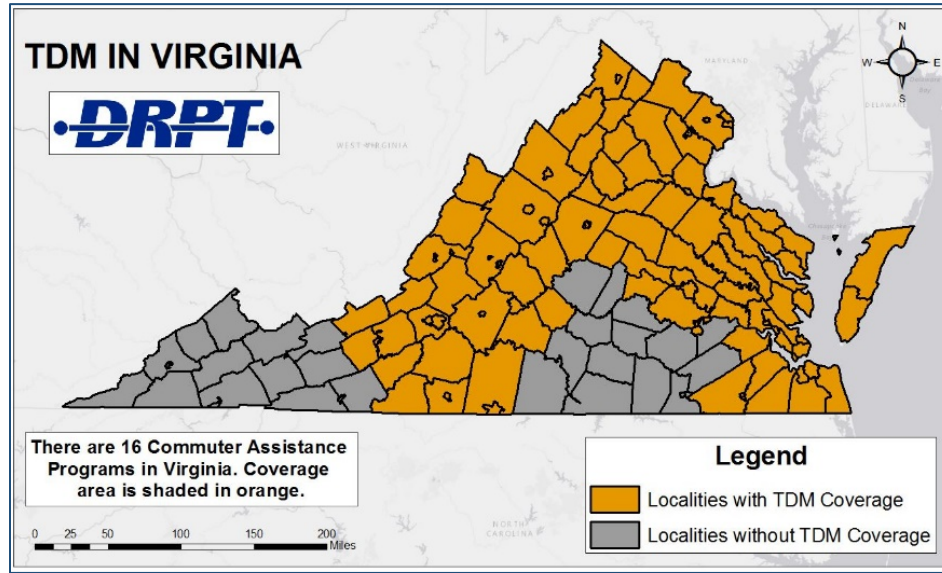 TDM IN VIRGINIA
DRPT
N
W E
S
MARYLAND
DELAWARE
WEST VIRGINIA
There are 16 Commuter Assistance
Programs in Virginia. Coverage
area is shaded in orange.
0 25 50 100 150 200
Miles
NORTH
CAROLINA
Legend
Localities with TDM Coverage
Localities without TDM Coverage